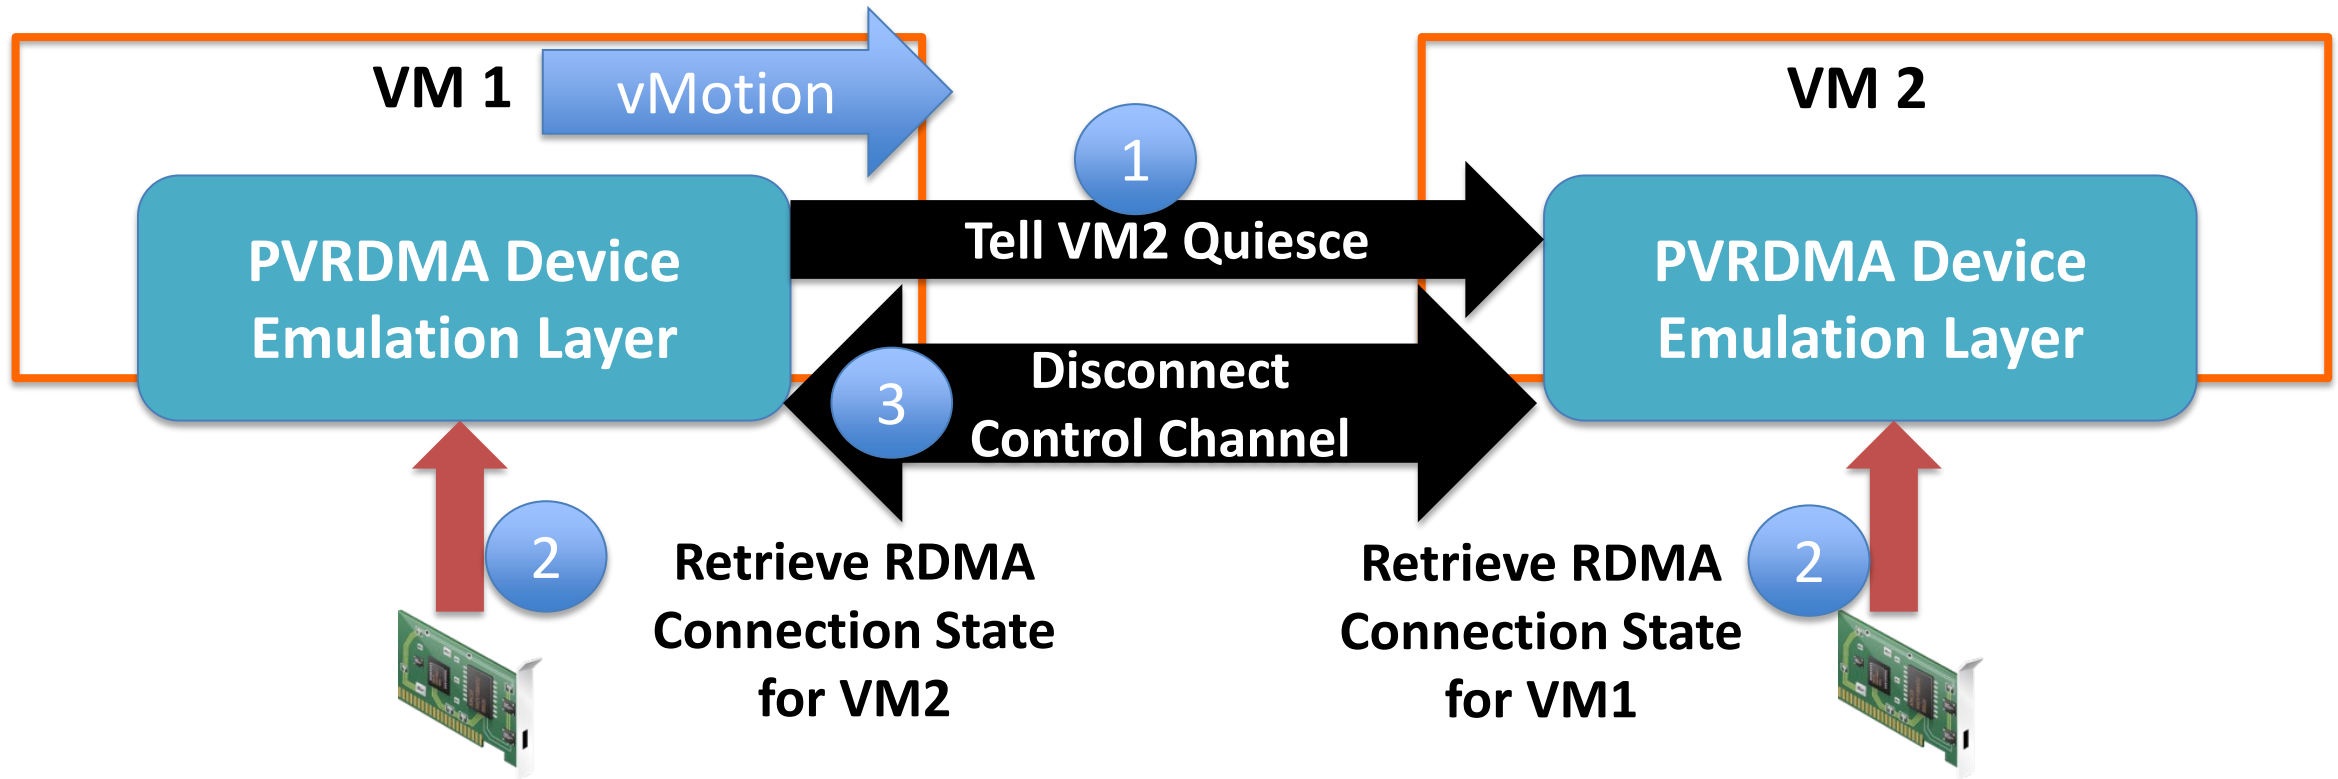 VM 1
vMotion
VM 2
1
Tell VM2 Quiesce
PVRDMA Device
Emulation Layer
PVRDMA Device
Emulation Layer
3
Disconnect
Control Channel
2
Retrieve RDMA
Connection State
for VM2
Retrieve RDMA
Connection State
for VM1
2